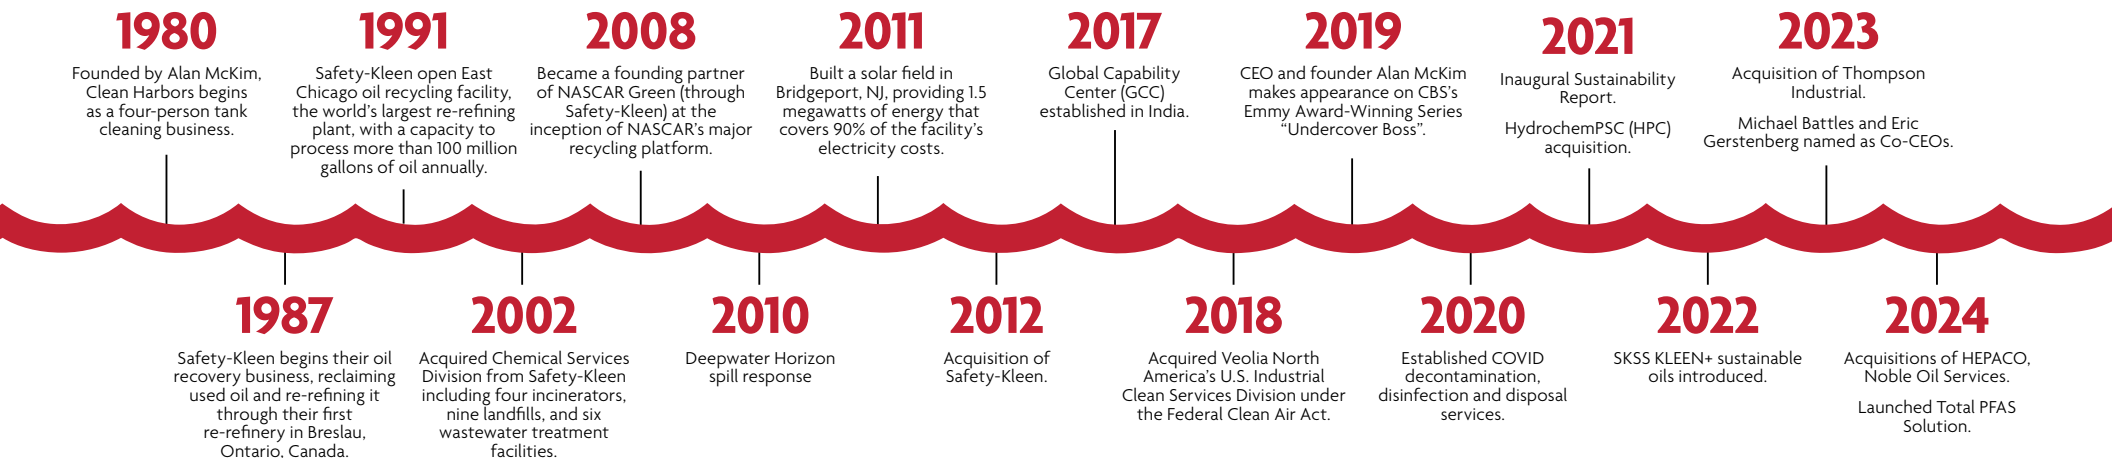 1980
Founded by Alan McKim,
Clean Harbors begins
as a four-person tank
cleaning business.
1987
Safety-Kleen begins their oil
recovery business, reclaiming
used oil and re-refining it
through their first
re-refinery in Breslau,
Ontario, Canada.
1991
Safety-Kleen open East
Chicago oil recycling facility,
the world's largest re-refining
plant, with a capacity to
process more than 100 million
gallons of oil annually.
2002
Acquired Chemical Services
Division from Safety-Kleen
including four incinerators,
nine landfills, and six
wastewater treatment
facilities.
2008
Became a founding partner
of NASCAR Green (through
Safety-Kleen) at the
inception of NASCAR's major
recycling platform.
2010
Deepwater Horizon
spill response
2011
Built a solar field in
Bridgeport, NJ, providing 1.5
megawatts of energy that
covers 90% of the facility's
electricity costs.
2012
Acquisition of
Safety-Kleen.
2017
Global Capability
Center (GCC)
established in India.
2018
Acquired Veolia North
America's U.S. Industrial
Clean Services Division under
the Federal Clean Air Act.
2019
CEO and founder Alan McKim
makes appearance on CBS's
Emmy Award-Winning Series
"Undercover Boss".
2020
Established COVID
decontamination,
disinfection and disposal
services.
2021
Inaugural Sustainability
Report.
HydrochemPSC (HPC)
acquisition.
2022
SKSS KLEEN+ sustainable
oils introduced.
2023
Acquisition of Thompson
Industrial.
Michael Battles and Eric
Gerstenberg named as Co-CEOs.
2024
Acquisitions of HEPACO,
Noble Oil Services.
Launched Total PFAS
Solution.